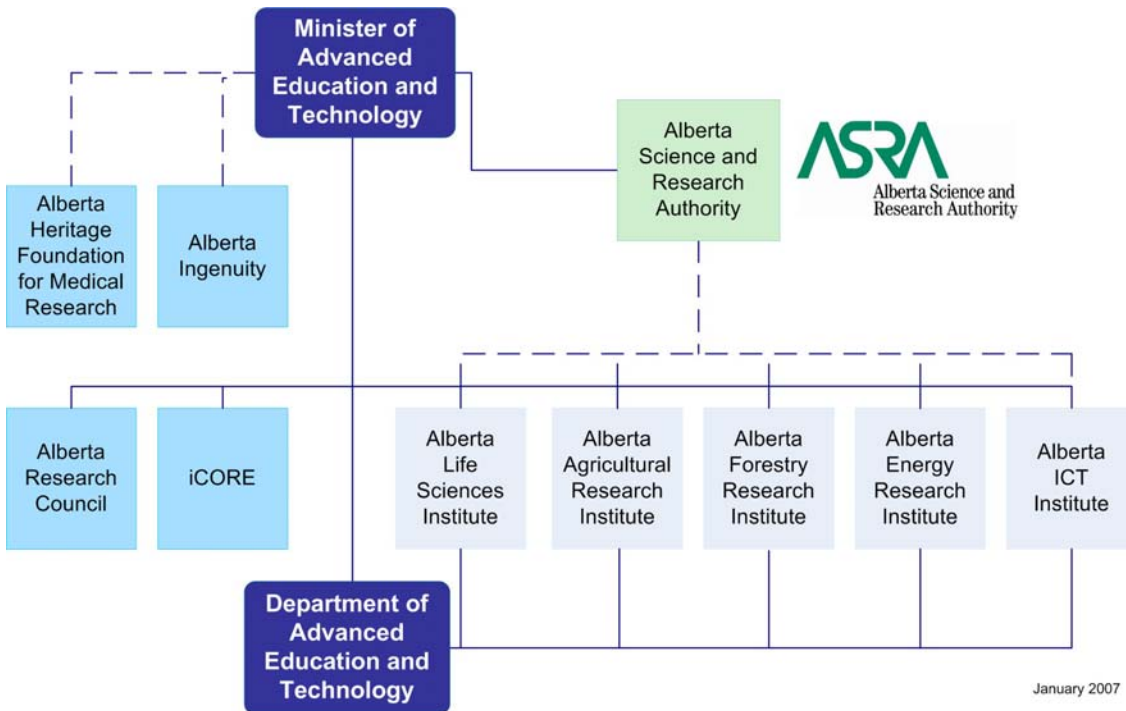 Minister of
Advanced
Education and
Technology
Alberta
Science and
Research
Authority
ASRA
Alberta Science and
Research Authority
Alberta
Heritage
Foundation
for Medical
Research
Alberta
Ingenuity
Alberta
Research
Council
iCORE
Alberta
Life
Sciences
Institute
Alberta
Agricultural
Research
Institute
Alberta
Forestry
Research
Institute
Alberta
Energy
Research
Institute
Alberta
ICT
Institute
Department of
Advanced
Education and
Technology
January 2007